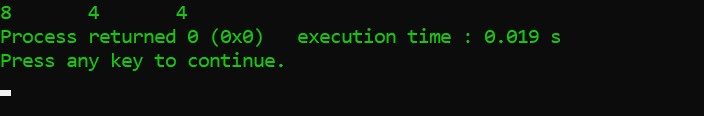 8       4       4
Process returned 0 (0x0)   execution time : 0.019 s
Press any key to continue.